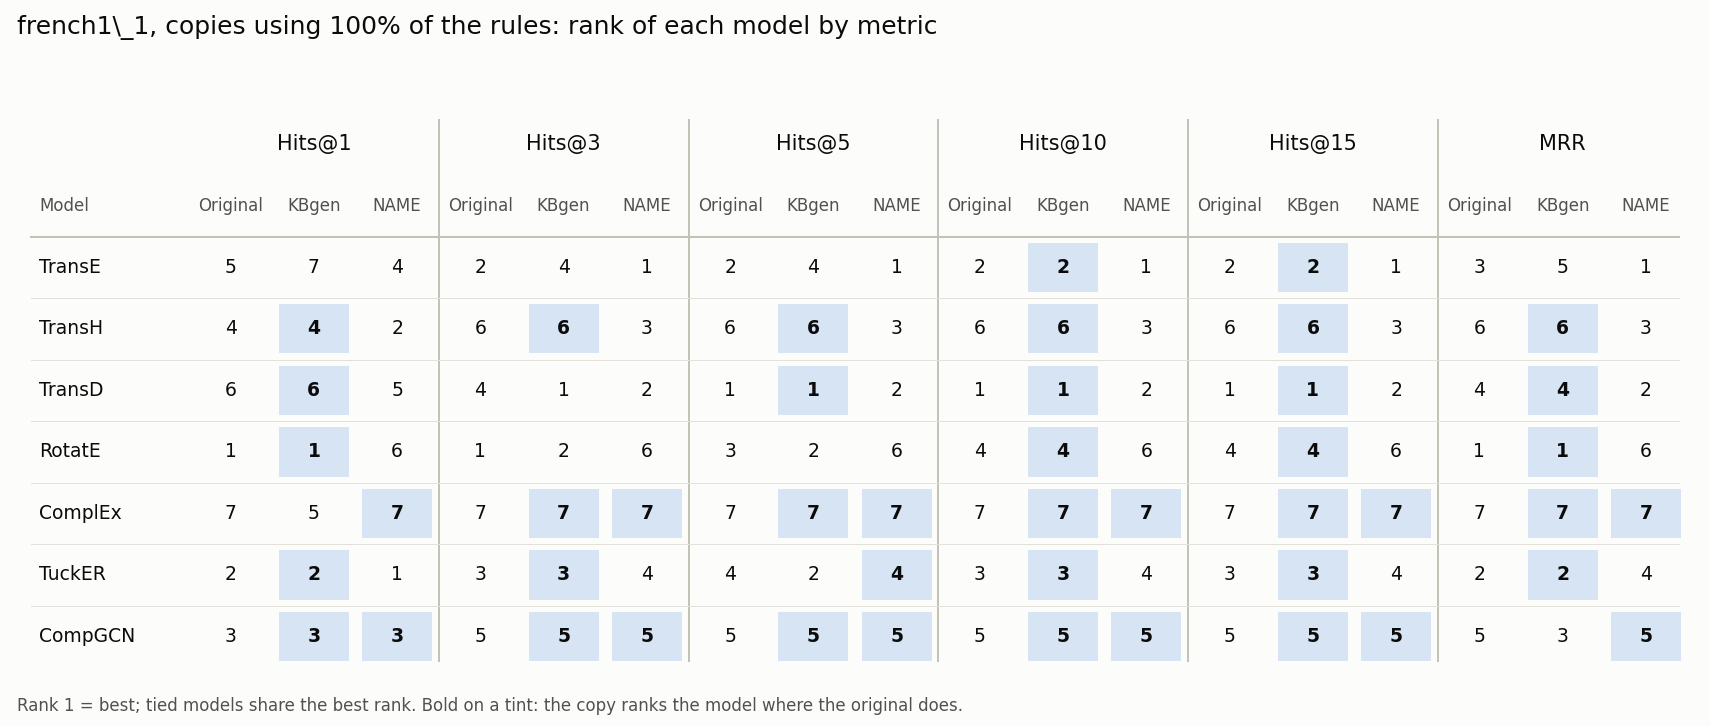 french1\_1, copies using 100% of the rules: rank of each model by metric
Hits@1 Hits@3 Hits@5 Hits@10 Hits@15 MRR
Model Original KBgen NAME Original KBgen NAME Original KBgen NAME Original KBgen NAME Original KBgen NAME Original KBgen NAME
TransE 5 7 4 2 4 1 2 4 1 2 2 1 2 2 1 3 5 1
TransH 4 4 2 6 6 3 6 6 3 6 6 3 6 6 3 6 6 3
TransD 6 6 5 4 1 2 1 1 2 1 1 2 1 1 2 4 4 2
RotatE 1 1 6 1 2 6 3 2 6 4 4 6 4 4 6 1 1 6
ComplEx 7 5 7 7 7 7 7 7 7 7 7 7 7 7 7 7 7 7
TuckER 2 2 1 3 3 4 4 2 4 3 3 4 3 3 4 2 2 4
CompGCN 3 3 3 5 5 5 5 5 5 5 5 5 5 5 5 5 3 5
Rank 1 = best; tied models share the best rank. Bold on a tint: the copy ranks the model where the original does.